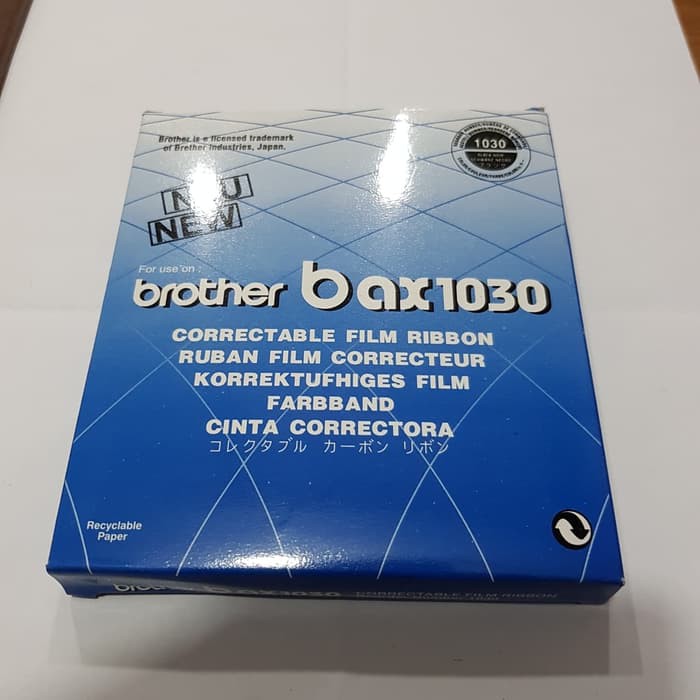 Brother is a licensed trademark
of Brother Industries, Japan.
1030
NEU
NEW
For use on :
brother bax1030
CORRECTABLE FILM RIBBON
RUBAN FILM CORRECTEUR
KORREKTUFHIGES FILM
FARBBAND
CINTA CORRECTORA
コレクタブル カーボン リボン
Recyclable
Paper
brother bax1030 CORRECTABLE FILM RIBBON